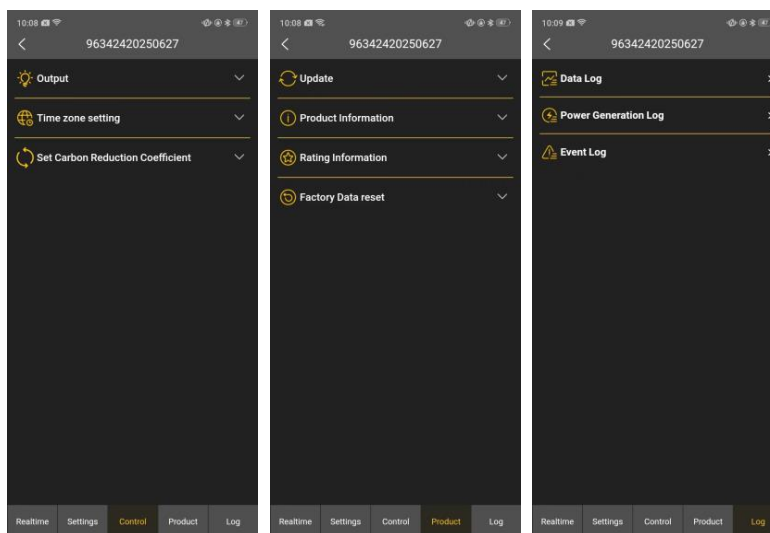 10:08
96342420250627
Output
Time zone setting
Set Carbon Reduction Coefficient
Realtime Settings Control Product Log
10:08
96342420250627
Update
Product Information
Rating Information
Factory Data reset
Realtime Settings Control Product Log
10:09
96342420250627
Data Log
Power Generation Log
Event Log
Realtime Settings Control Product Log